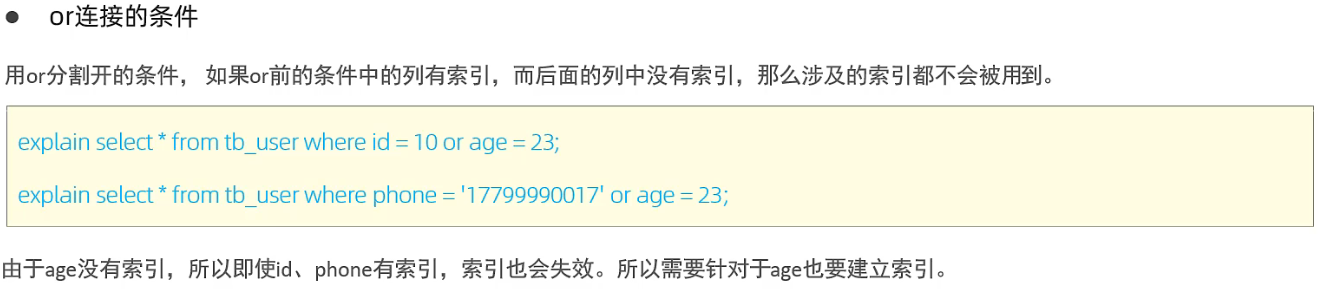 ● or连接的条件
用or分割开的条件， 如果or前的条件中的列有索引，而后面的列中没有索引，那么涉及的索引都不会被用到。
explain select * from tb_user where id = 10 or age = 23;
explain select * from tb_user where phone = '17799990017' or age = 23;
由于age没有索引，所以即使id、phone有索引，索引也会失效。所以需要针对于age也要建立索引。